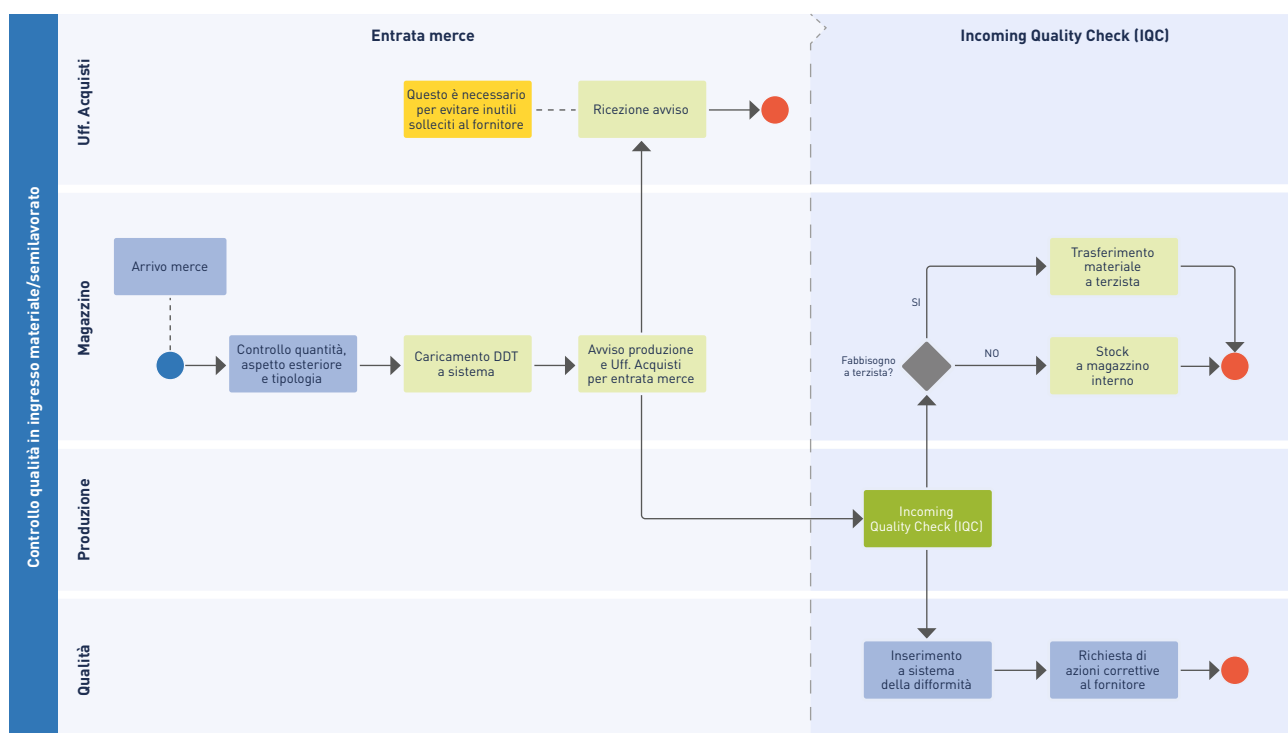 Controllo qualità in ingresso materiale/semilavorato
Entrata merce
Incoming Quality Check (IQC)
Uff. Acquisti
Questo è necessario
per evitare inutili
solleciti al fornitore
Ricezione avviso
Magazzino
Arrivo merce
Controllo quantità,
aspetto esteriore
e tipologia
Caricamento DDT
a sistema
Avviso produzione
e Uff. Acquisti
per entrata merce
Fabbisogno
a terzista?
SI
NO
Trasferimento
materiale
a terzista
Stock
a magazzino
interno
Produzione
Incoming
Quality Check (IQC)
Qualità
Inserimento
a sistema
della difformità
Richiesta di
azioni correttive
al fornitore